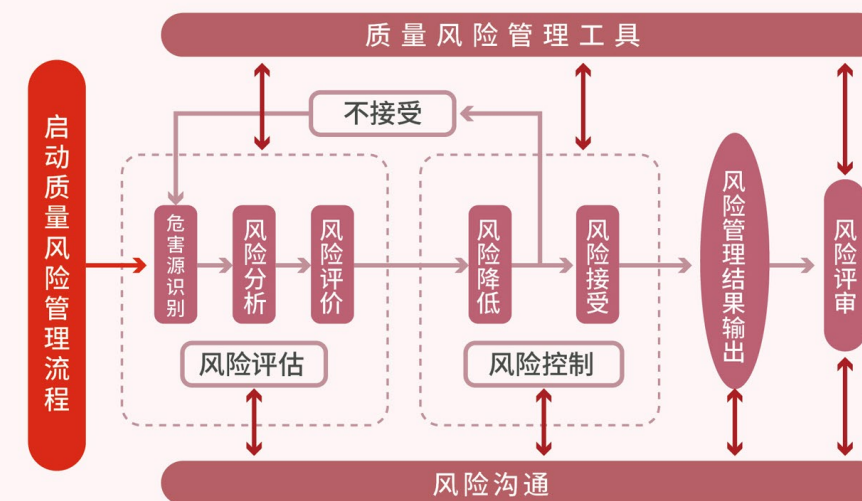 质量风险管理工具
启动质量风险管理流程
不接受
危害源识别
风险分析
风险评价
风险降低
风险接受
风险管理结果输出
风险评审
风险评估
风险控制
风险沟通